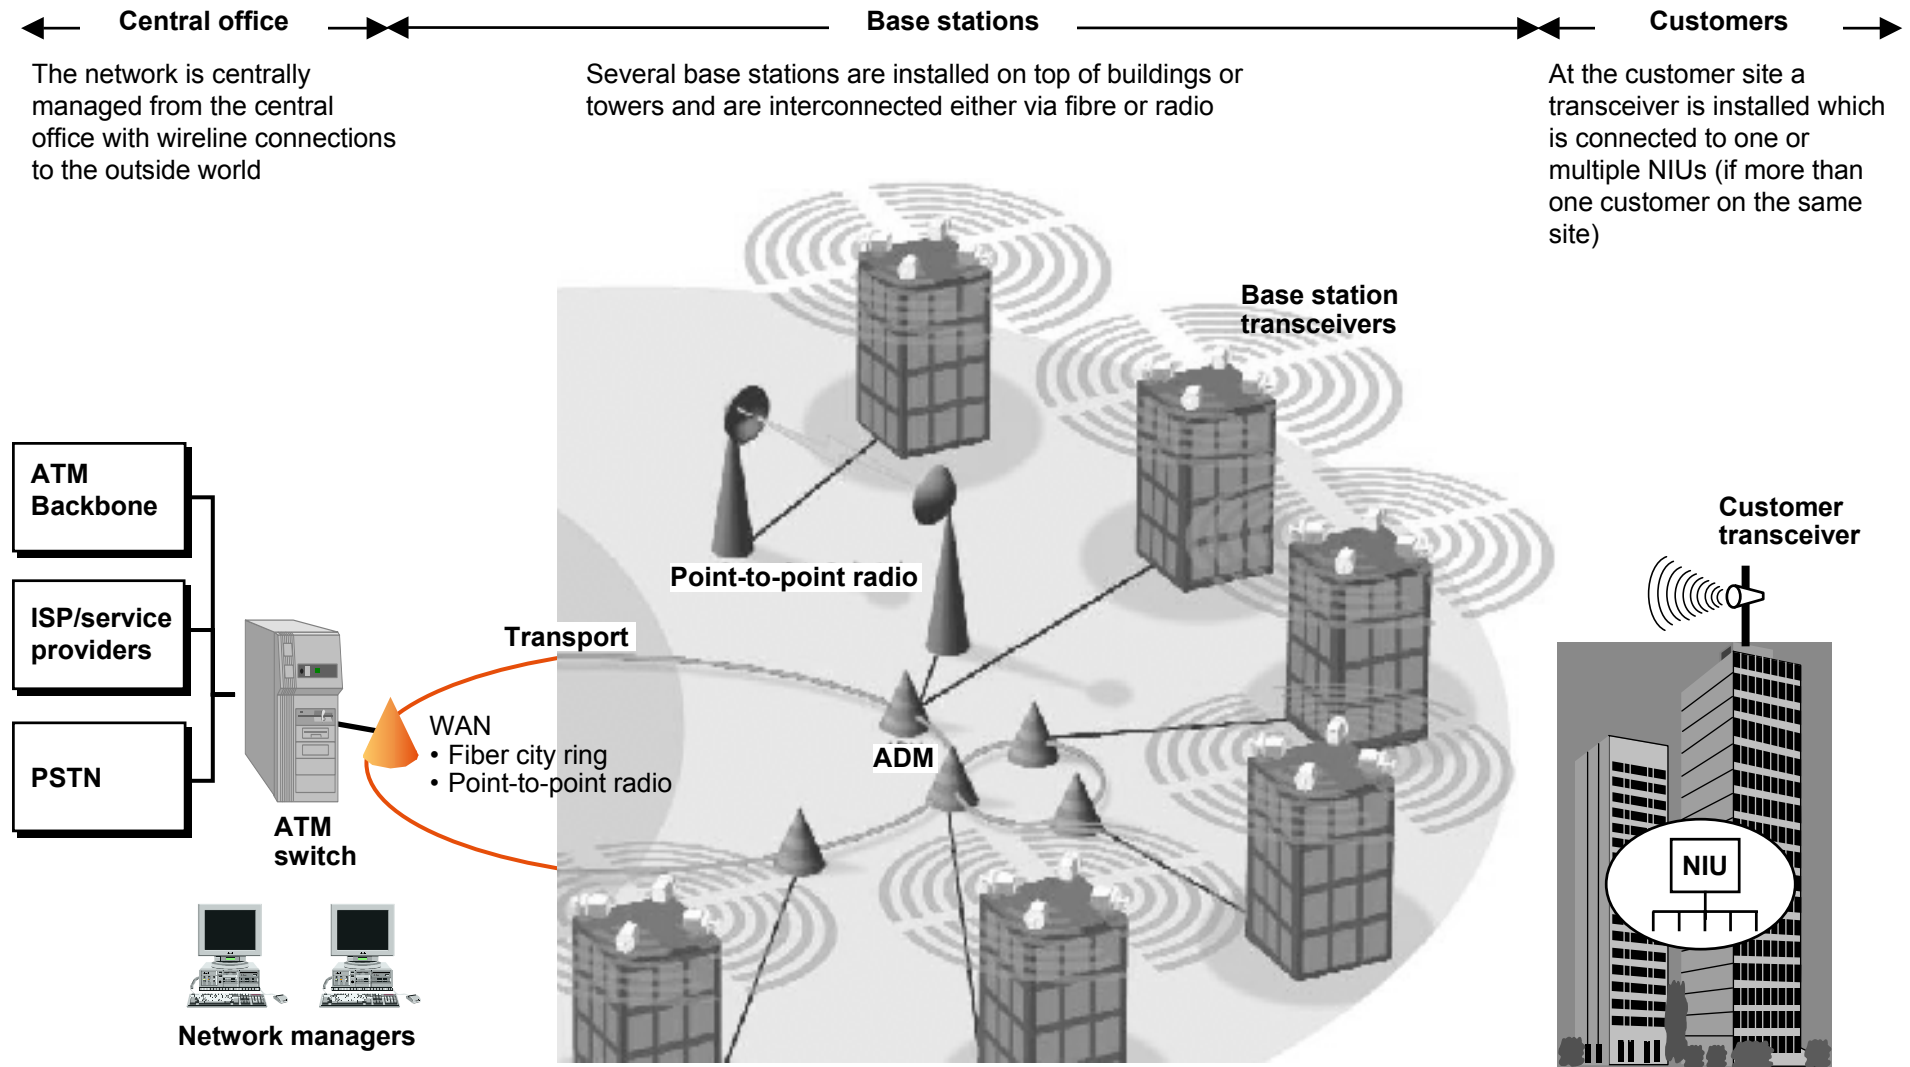 Central office
Base stations
Customers
The network is centrally
managed from the central
office with wireline connections
to the outside world
Several base stations are installed on top of buildings or
towers and are interconnected either via fibre or radio
At the customer site a
transceiver is installed which
is connected to one or
multiple NIUs (if more than
one customer on the same
site)
Base station
transceivers
ATM
Backbone
ISP/service
providers
PSTN
ATM
switch
Network managers
Transport
WAN
• Fiber city ring
• Point-to-point radio
Point-to-point radio
ADM
Customer
transceiver
NIU